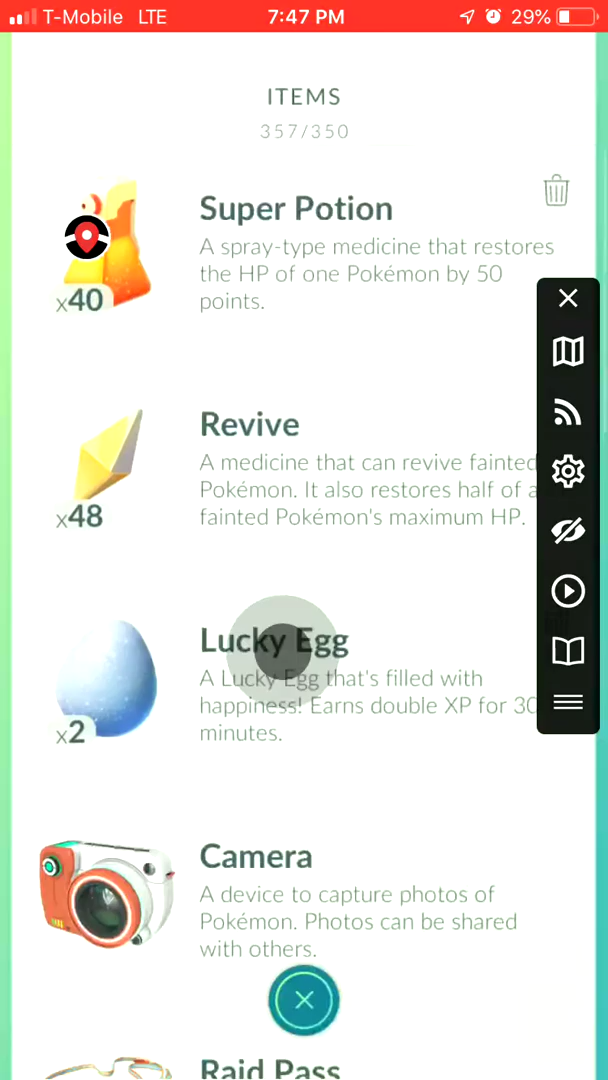 T-Mobile LTE 7:47 PM 29%
ITEMS
357/350
Super Potion
A spray-type medicine that restores
the HP of one Pokémon by 50
points.
x40
Revive
A medicine that can revive fainted
Pokémon. It also restores half of a
fainted Pokémon's maximum HP.
x48
Lucky Egg
A Lucky Egg that's filled with
happiness! Earns double XP for 30
minutes.
x2
Camera
A device to capture photos of
Pokémon. Photos can be shared
with others.
Raid Pass